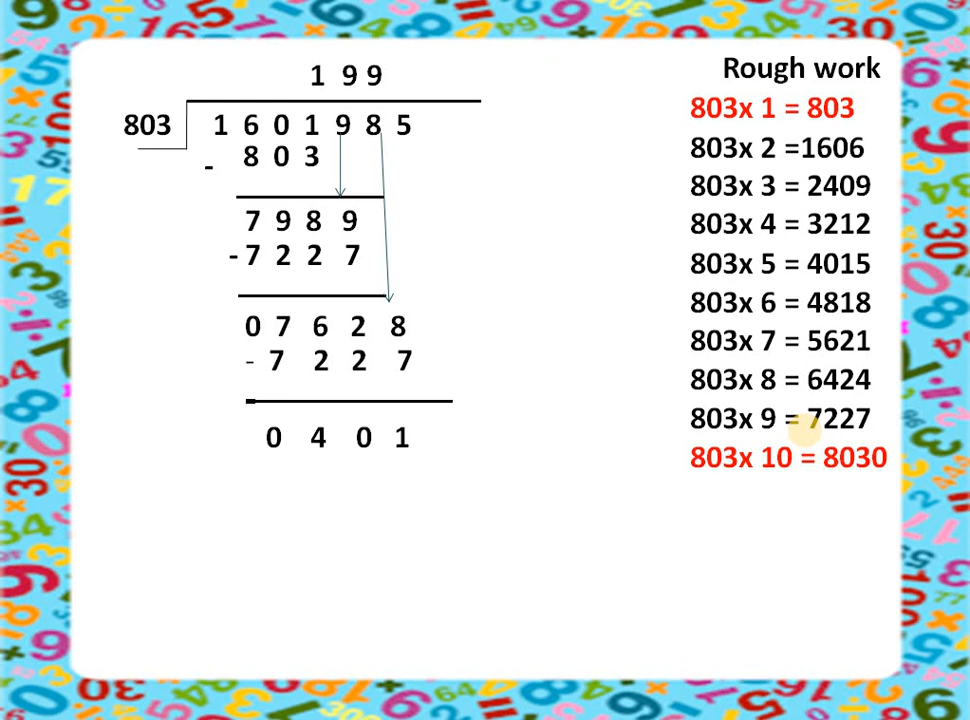 1 9 9
803 1 6 0 1 9 8 5
- 8 0 3
7 9 8 9
- 7 2 2 7
0 7 6 2 8
- 7 2 2 7
0 4 0 1
Rough work
803x 1 = 803
803x 2 =1606
803x 3 = 2409
803x 4 = 3212
803x 5 = 4015
803x 6 = 4818
803x 7 = 5621
803x 8 = 6424
803x 9 = 7227
803x 10 = 8030